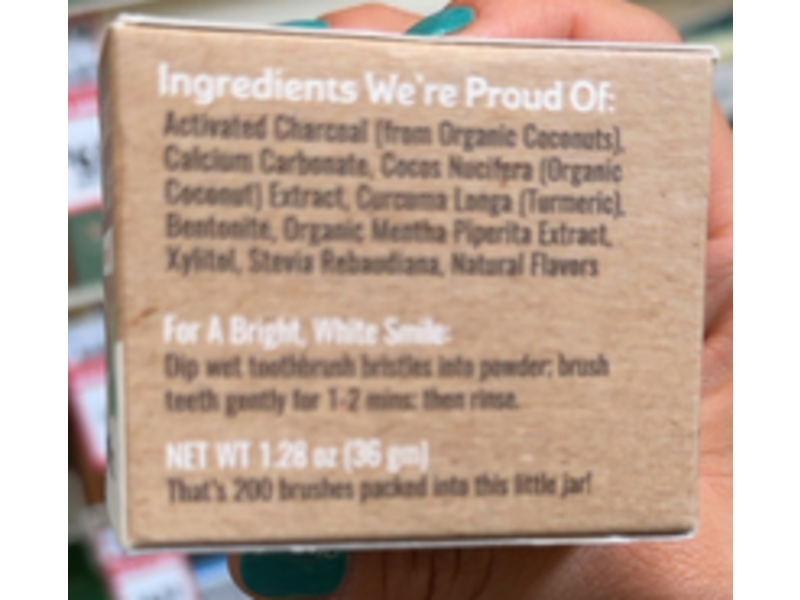 Ingredients We're Proud Of:
Activated Charcoal (from Organic Coconuts),
Calcium Carbonate, Cocos Nucifera (Organic
Coconut) Extract, Curcuma Longa (Turmeric),
Bentonite, Organic Mentha Piperita Extract,
Xylitol, Stevia Rebaudiana, Natural Flavors
For A Bright, White Smile:
Dip wet toothbrush bristles into powder; brush
teeth gently for 1-2 mins: then rinse.
NET WT 1.28 oz (36 gm)
That's 200 brushes packed into this little jar!